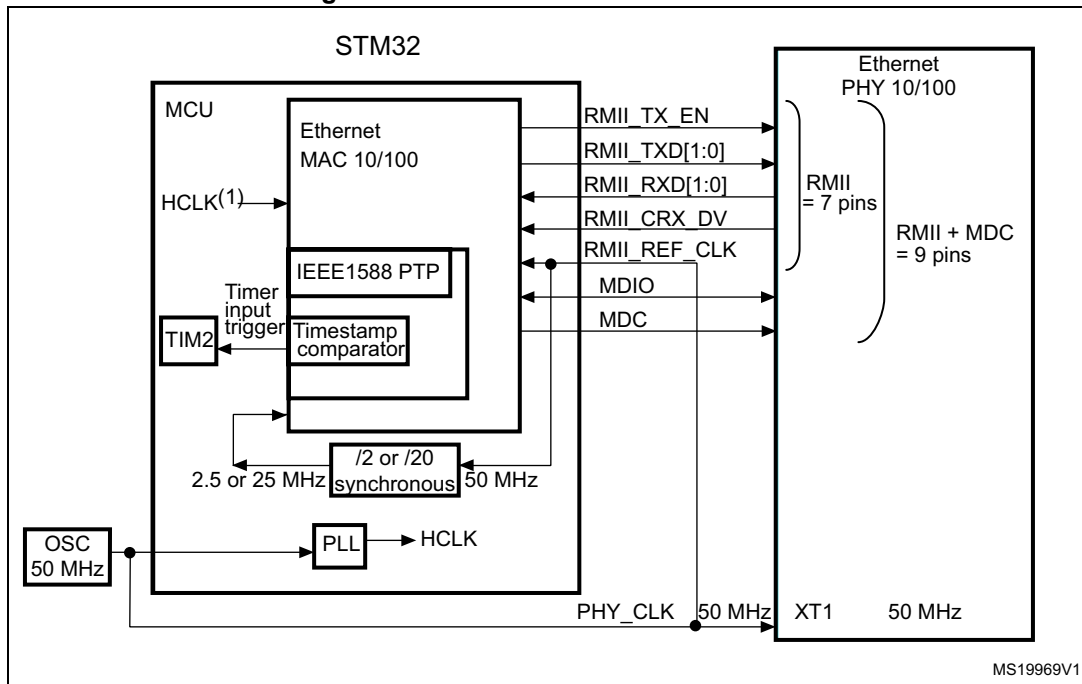 g
STM32
Ethernet
PHY 10/100
MCU
Ethernet
MAC 10/100
HCLK(1)
RMII_TX_EN
RMII_TXD[1:0]
RMII_RXD[1:0]
RMII_CRX_DV
RMII_REF_CLK
MDIO
MDC
RMII
= 7 pins
RMII + MDC
= 9 pins
IEEE1588 PTP
Timer
input
trigger
TIM2
Timestamp
comparator
/2 or /20
synchronous
2.5 or 25 MHz
50 MHz
OSC
50 MHz
PLL
HCLK
PHY_CLK
50 MHz
XT1
50 MHz
MS19969V1